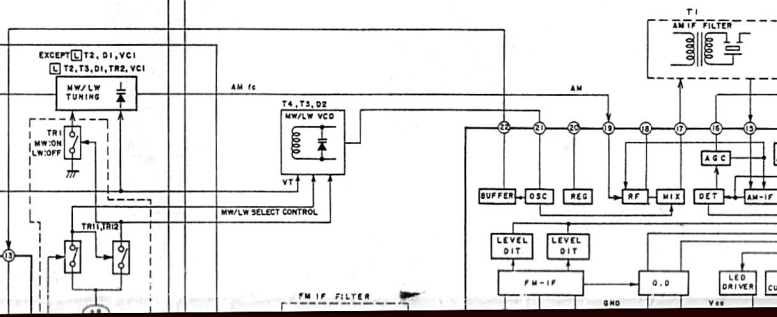 T1
AM IF FILTER
EXCEPT L T2, D1, VC1
L T2, T3, D1, TR2, VC1
MW/LW
TUNING
AM fc
AM
T4, T3, D2
MW/LW VCO
TR1
MW:ON
LW:OFF
22
21
20
19
18
17
16
15
AGC
VT
BUFFER
OSC
REG
RF
MIX
DET
AM-IF
MW/LW SELECT CONTROL
TR11, TR12
LEVEL
DIT
LEVEL
DIT
13
FM-IF
Q.D
LED
DRIVER
FM IF FILTER
GND
Vcc